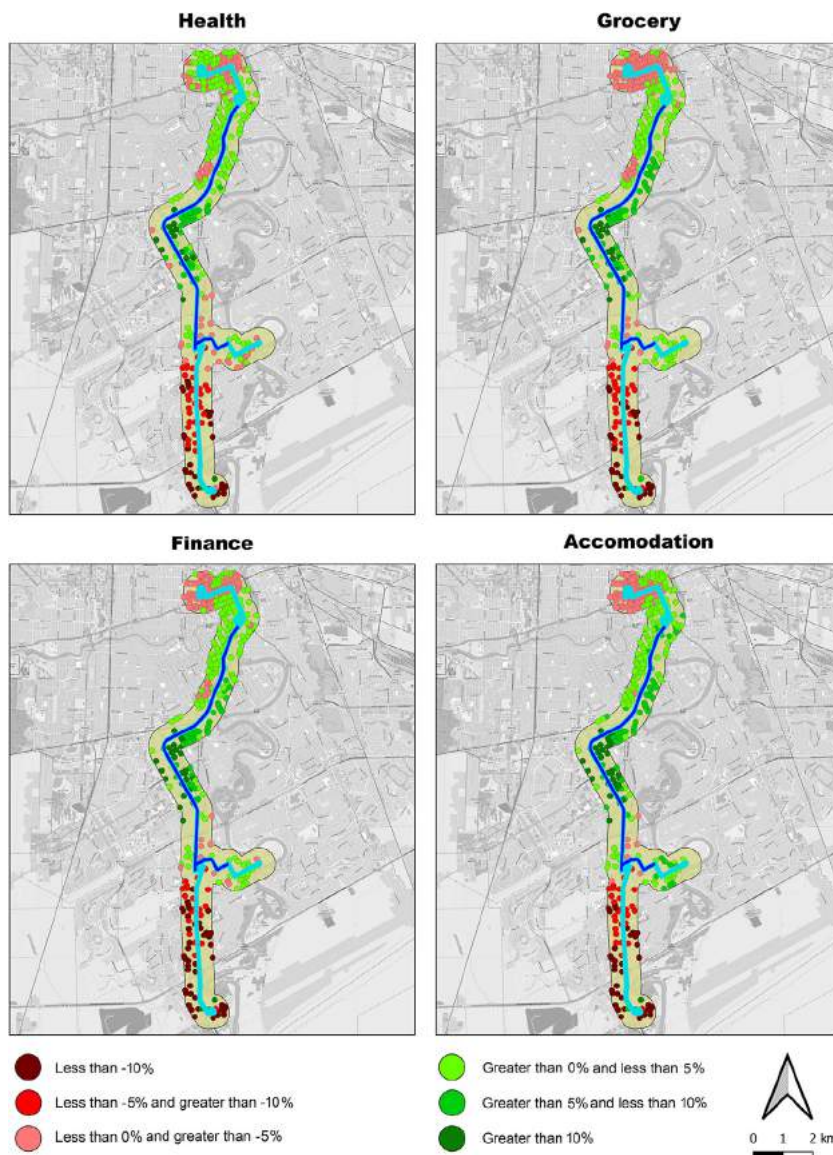 Health
Grocery
Finance
Accomodation
Less than -10%
Less than -5% and greater than -10%
Less than 0% and greater than -5%
Greater than 0% and less than 5%
Greater than 5% and less than 10%
Greater than 10%
0 1 2 km